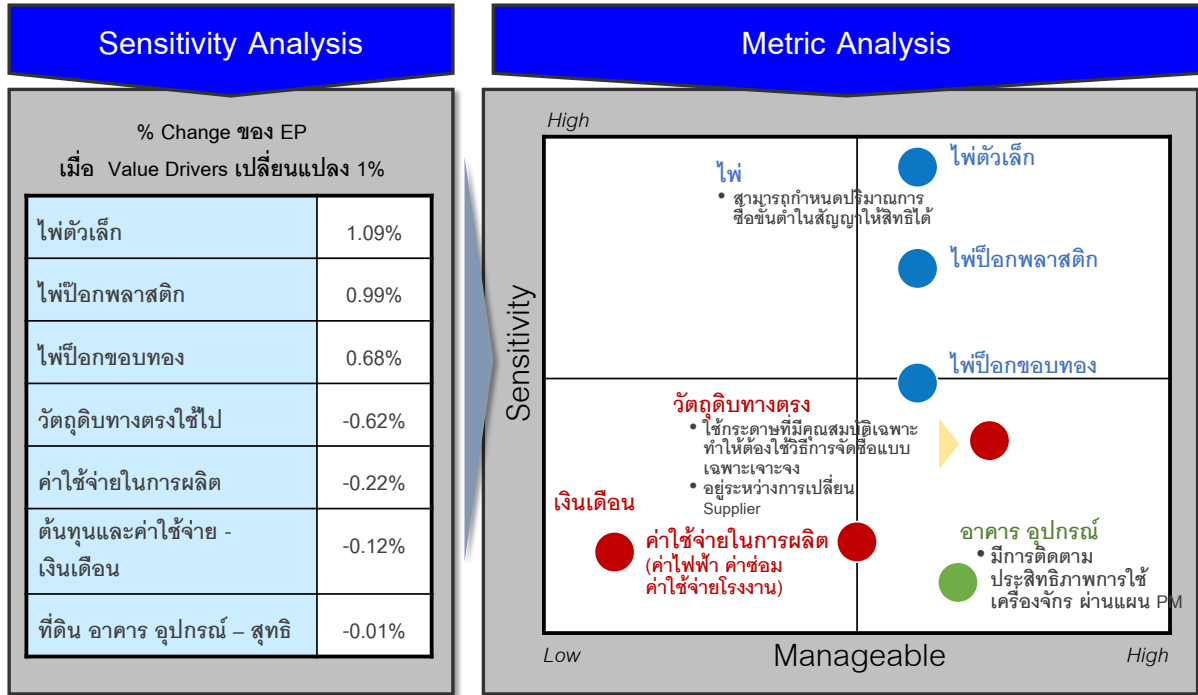 Sensitivity Analysis
Metric Analysis
% Change ของ EP
เมื่อ Value Drivers เปลี่ยนแปลง 1%
ไพ่ตัวเล็ก 1.09%
ไพ่ป๊อกพลาสติก 0.99%
ไพ่ป็อกขอบทอง 0.68%
วัตถุดิบทางตรงใช้ไป -0.62%
ค่าใช้จ่ายในการผลิต -0.22%
ต้นทุนและค่าใช้จ่าย -
เงินเดือน -0.12%
ที่ดิน อาคาร อุปกรณ์ – สุทธิ -0.01%
High
Sensitivity
ไพ่
• สามารถกำหนดปริมาณการ
ซื้อขั้นต่ำในสัญญาให้สิทธิได้
ไพ่ตัวเล็ก
ไพ่ป็อกพลาสติก
ไพ่ป็อกขอบทอง
วัตถุดิบทางตรง
• ใช้กระดาษที่มีคุณสมบัติเฉพาะ
ทำให้ต้องใช้วิธีการจัดซื้อแบบ
เฉพาะเจาะจง
• อยู่ระหว่างการเปลี่ยน
Supplier
เงินเดือน
ค่าใช้จ่ายในการผลิต
(ค่าไฟฟ้า ค่าซ่อม
ค่าใช้จ่ายโรงงาน)
อาคาร อุปกรณ์
• มีการติดตาม
ประสิทธิภาพการใช้
เครื่องจักร ผ่านแผน PM
Low
Manageable
High